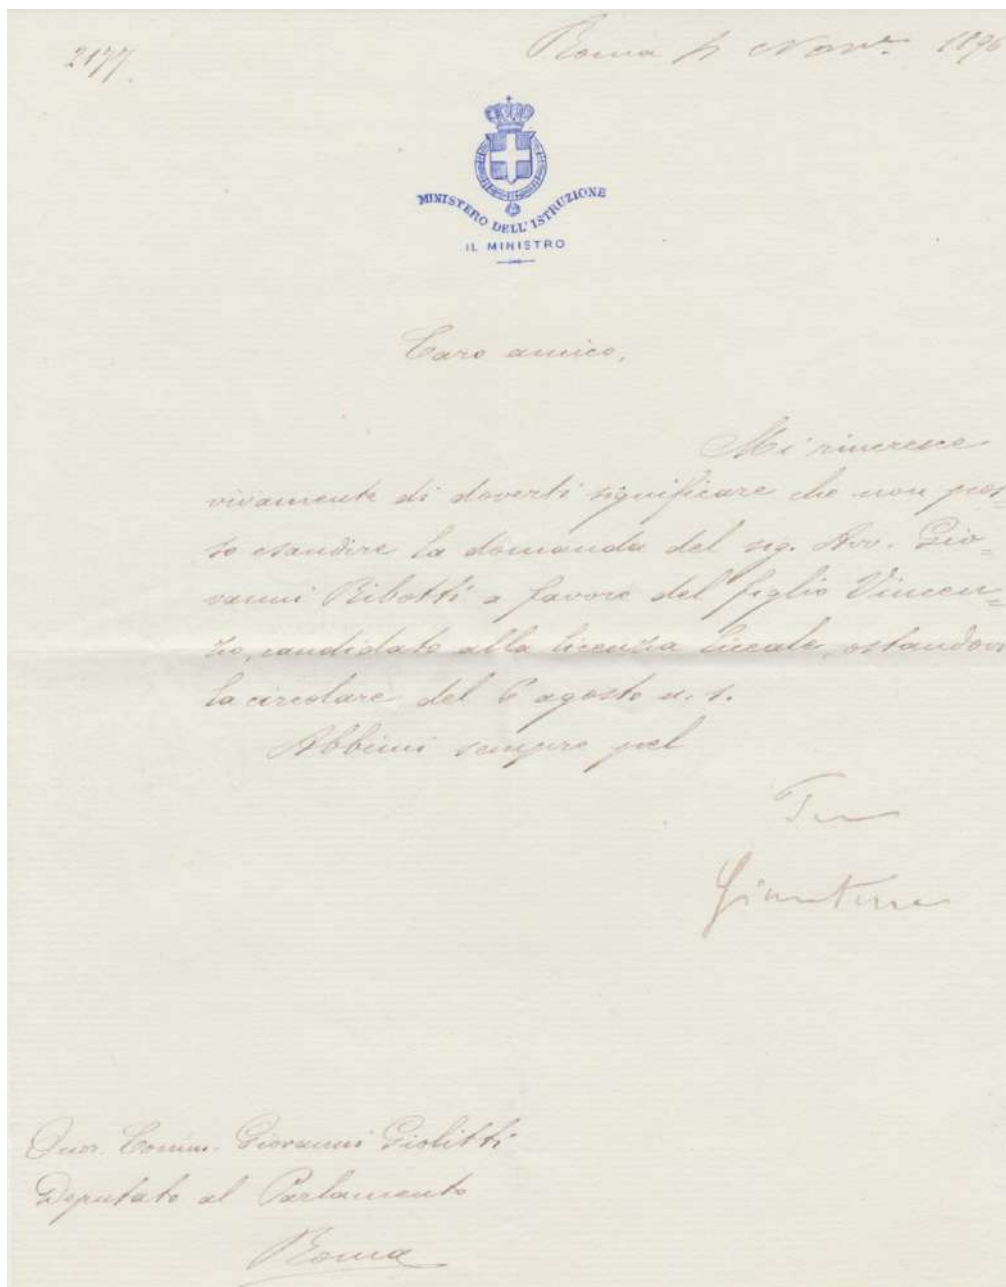 2177.
Roma 4 Nov.e 1896
MINISTERO DELL'ISTRUZIONE
IL MINISTRO
Caro amico,
Mi rincresce
vivamente di doverti significare che non pos
so esaudire la domanda del sig. Avv. Gio-
vanni Ribotti a favore del figlio Vincen-
zo, candidato alla licenza liceale, ostandovi
la circolare del 6 agosto u. s.
Abbimi sempre pel
Tuo
Gianturco
Onor. Comm. Giovanni Giolitti
Deputato al Parlamento
Roma